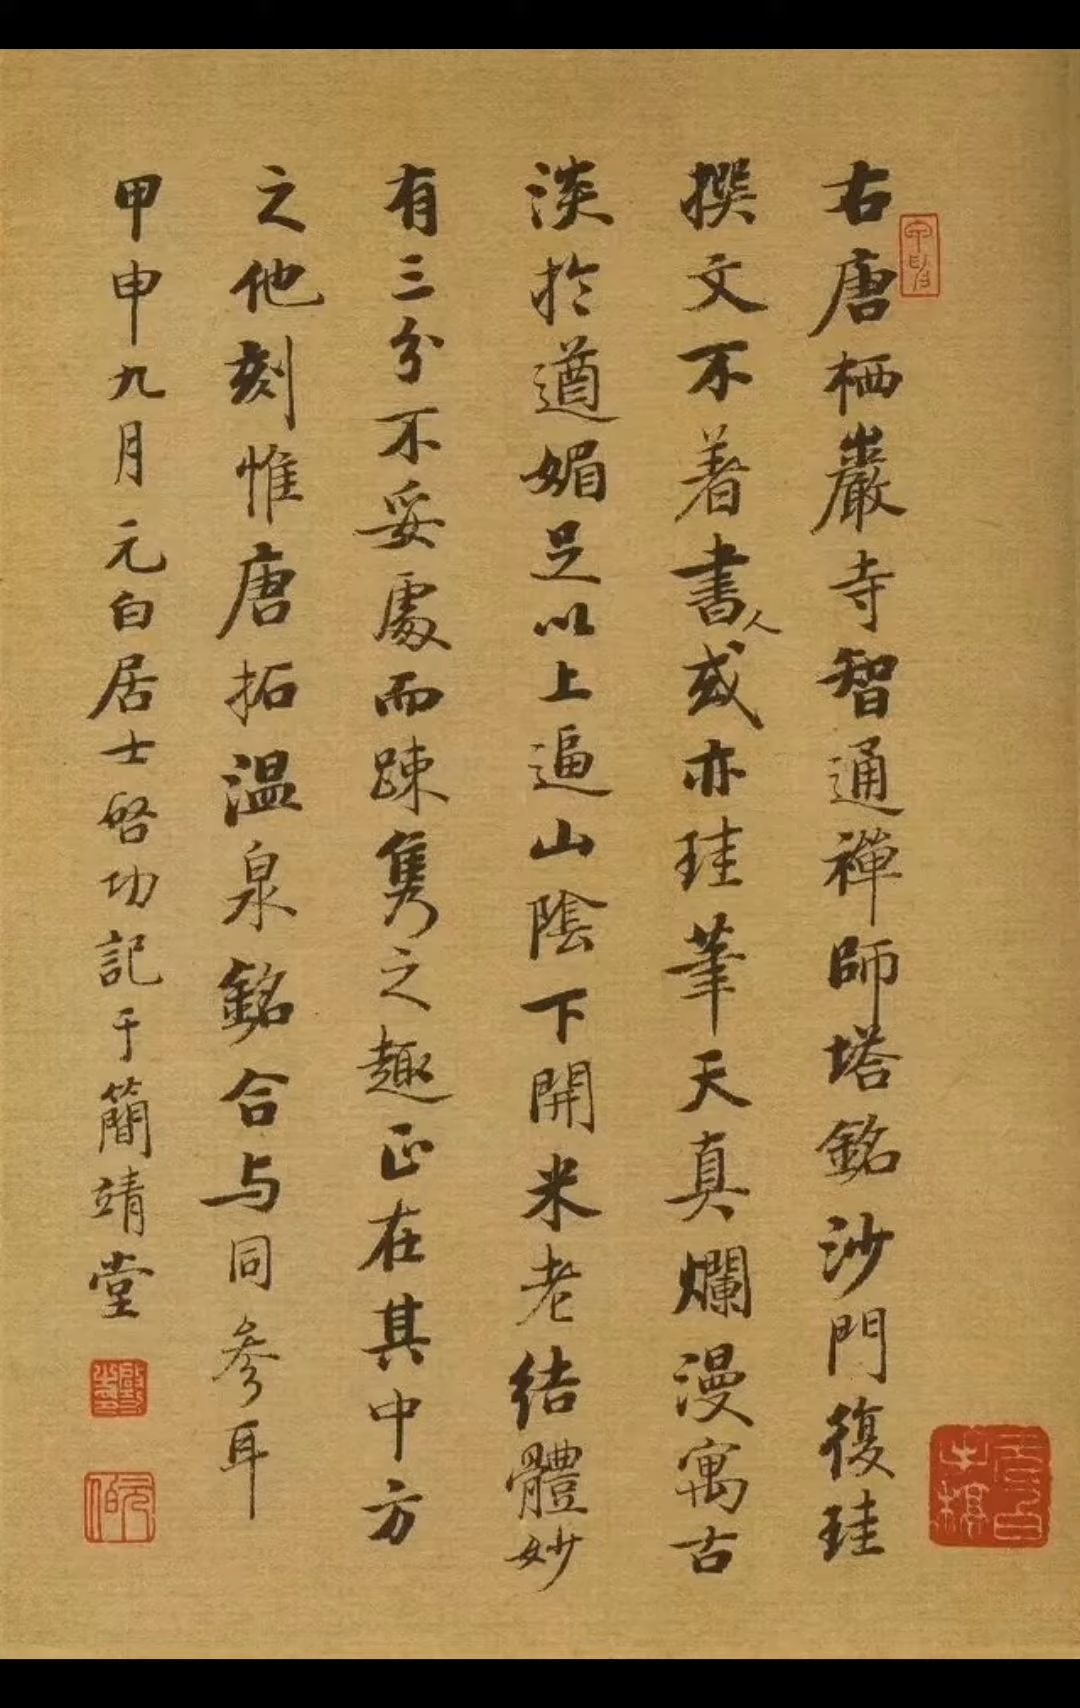 右唐栖巖寺智通禪師塔銘沙門復珪
撰文不著書人或亦珪筆天真爛漫寓古
淡於遒媚足以上逼山陰下開米老結體妙
有三分不妥處而踈雋之趣正在其中方
之他刻惟唐拓温泉銘合与同參耳
甲申九月元白居士啓功記于簡靖堂